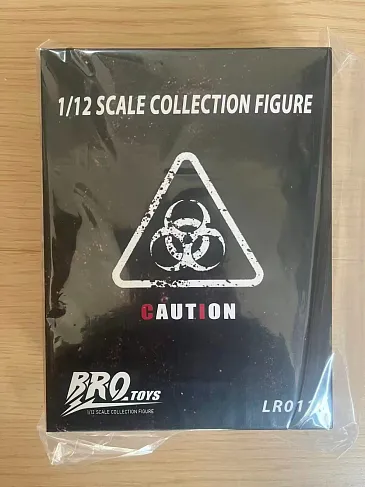 1/12 SCALE COLLECTION FIGURE
CAUTION
BRO.TOYS
1/12 SCALE COLLECTION FIGURE